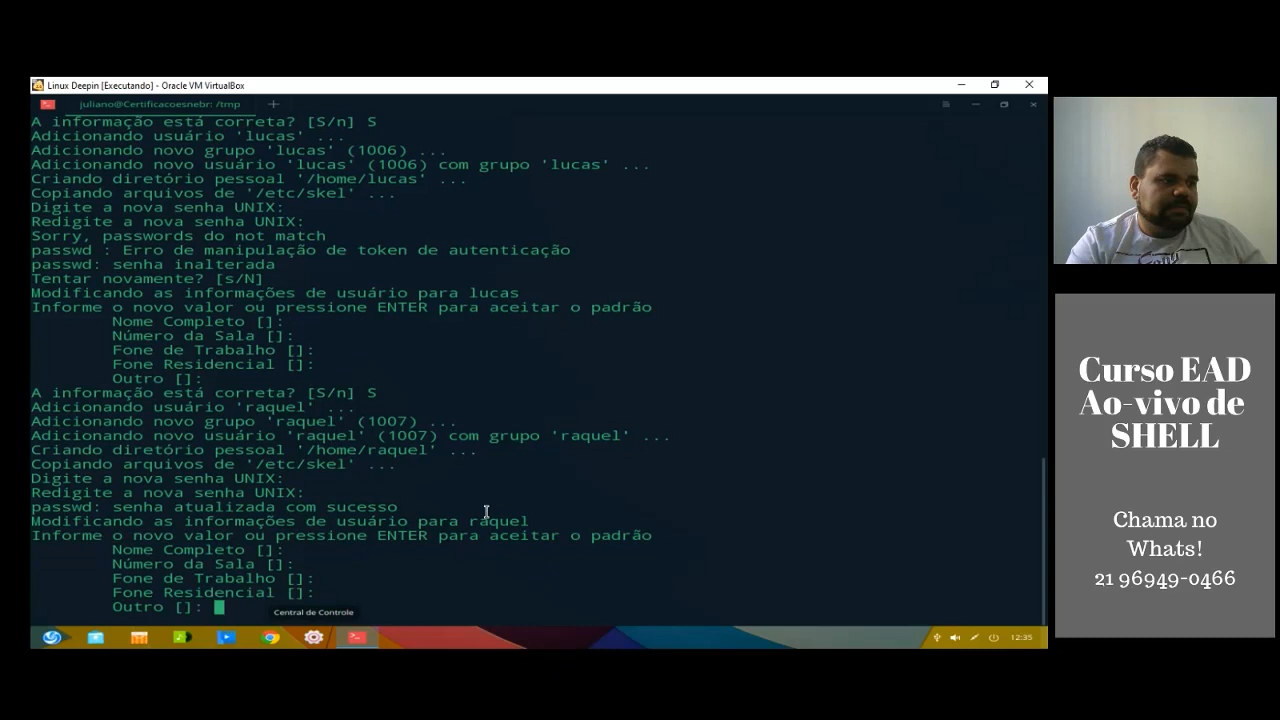 Linux Deepin [Executando] - Oracle VM VirtualBox
juliano@Certificacoesnebr: /tmp
A informação está correta? [S/n] S
Adicionando usuário 'lucas' ...
Adicionando novo grupo 'lucas' (1006) ...
Adicionando novo usuário 'lucas' (1006) com grupo 'lucas' ...
Criando diretório pessoal '/home/lucas' ...
Copiando arquivos de '/etc/skel' ...
Digite a nova senha UNIX:
Redigite a nova senha UNIX:
Sorry, passwords do not match
passwd : Erro de manipulação de token de autenticação
passwd: senha inalterada
Tentar novamente? [s/N]
Modificando as informações de usuário para lucas
Informe o novo valor ou pressione ENTER para aceitar o padrão
Nome Completo []:
Número da Sala []:
Fone de Trabalho []:
Fone Residencial []:
Outro []:
A informação está correta? [S/n] S
Adicionando usuário 'raquel' ...
Adicionando novo grupo 'raquel' (1007) ...
Adicionando novo usuário 'raquel' (1007) com grupo 'raquel' ...
Criando diretório pessoal '/home/raquel' ...
Copiando arquivos de '/etc/skel' ...
Digite a nova senha UNIX:
Redigite a nova senha UNIX:
passwd: senha atualizada com sucesso
Modificando as informações de usuário para raquel
Informe o novo valor ou pressione ENTER para aceitar o padrão
Nome Completo []:
Número da Sala []:
Fone de Trabalho []:
Fone Residencial []:
Outro []:
Central de Controle
12:35
Curso EAD
Ao-vivo de
SHELL
Chama no
Whats!
21 96949-0466